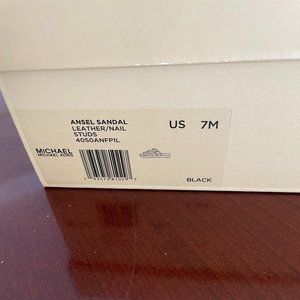 ANSEL SANDAL
LEATHER/NAIL
STUDS
40S0ANFP1L
US 7M
MICHAEL
MICHAEL KORS
BLACK